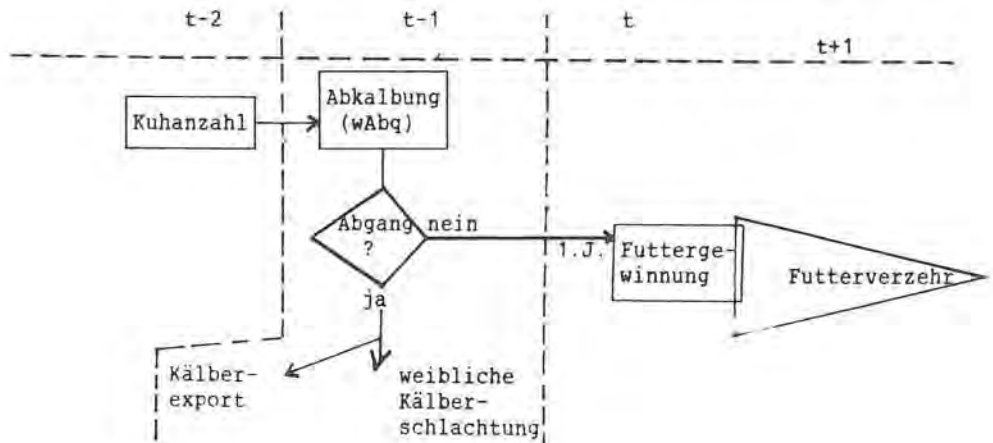 t-2
t-1
t
t+1
Kuhanzahl
Abkalbung
(wAbq)
Abgang
?
nein
1.J.
Futterge-
winnung
Futterverzehr
ja
Kälber-
export
weibliche
Kälber-
schlachtung